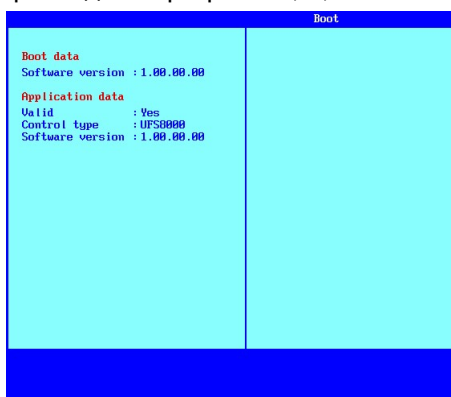 Boot
Boot data
Software version : 1.00.00.00
Application data
Valid : Yes
Control type : UFS8000
Software version : 1.00.00.00